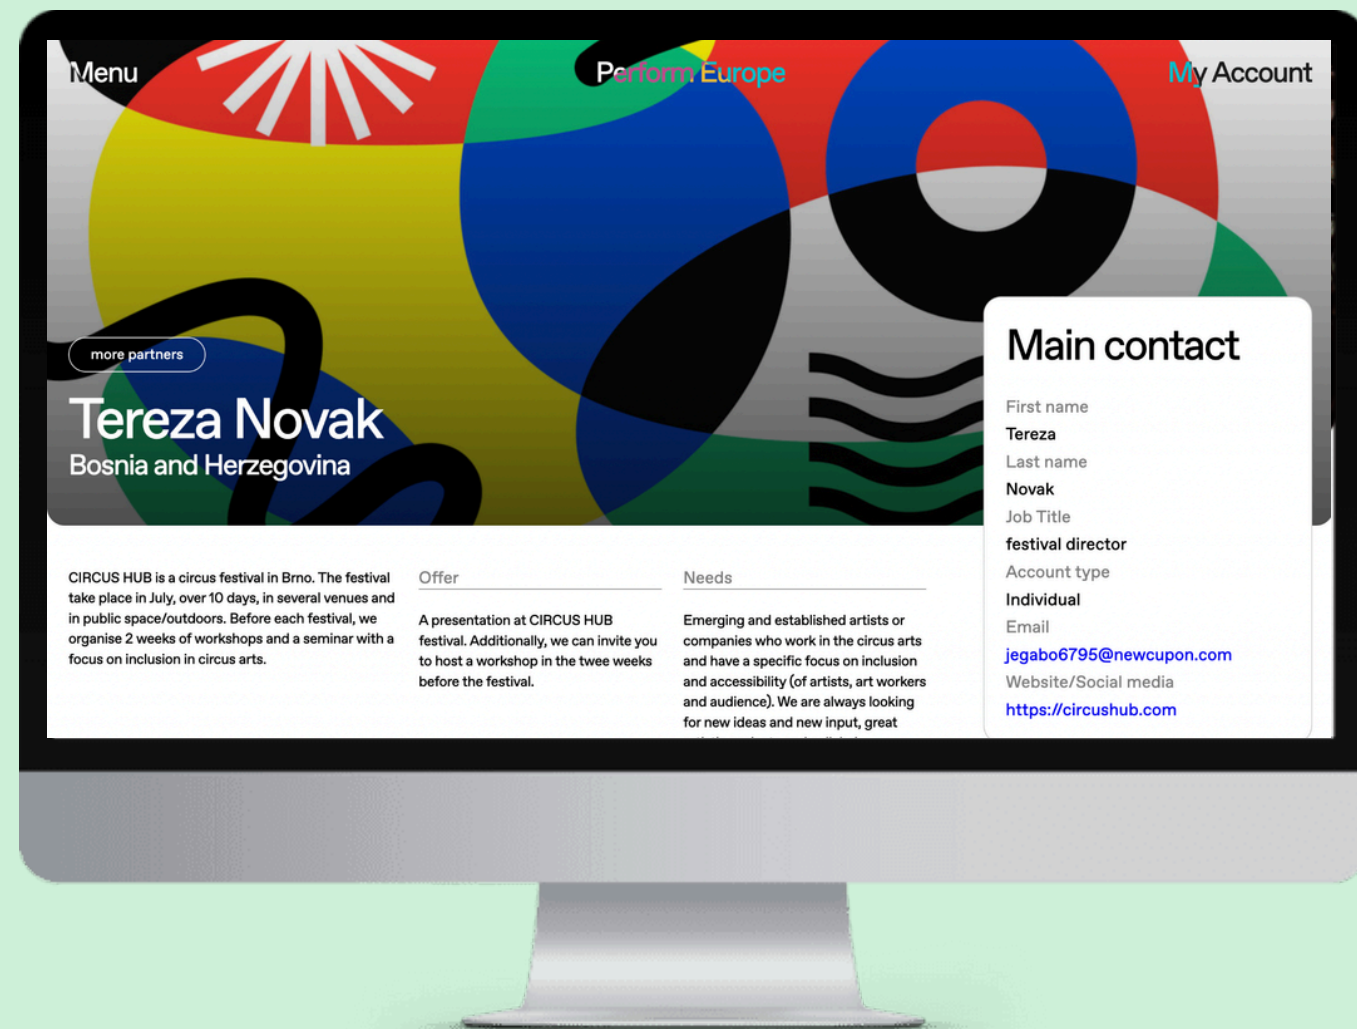 Menu
Perform Europe
My Account
more partners
Tereza Novak
Bosnia and Herzegovina
CIRCUS HUB is a circus festival in Brno. The festival
take place in July, over 10 days, in several venues and
in public space/outdoors. Before each festival, we
organise 2 weeks of workshops and a seminar with a
focus on inclusion in circus arts.
Offer
A presentation at CIRCUS HUB
festival. Additionally, we can invite you
to host a workshop in the twee weeks
before the festival.
Needs
Emerging and established artists or
companies who work in the circus arts
and have a specific focus on inclusion
and accessibility (of artists, art workers
and audience). We are always looking
for new ideas and new input, great
Main contact
First name
Tereza
Last name
Novak
Job Title
festival director
Account type
Individual
Email
jegabo6795@newcupon.com
Website/Social media
https://circushub.com